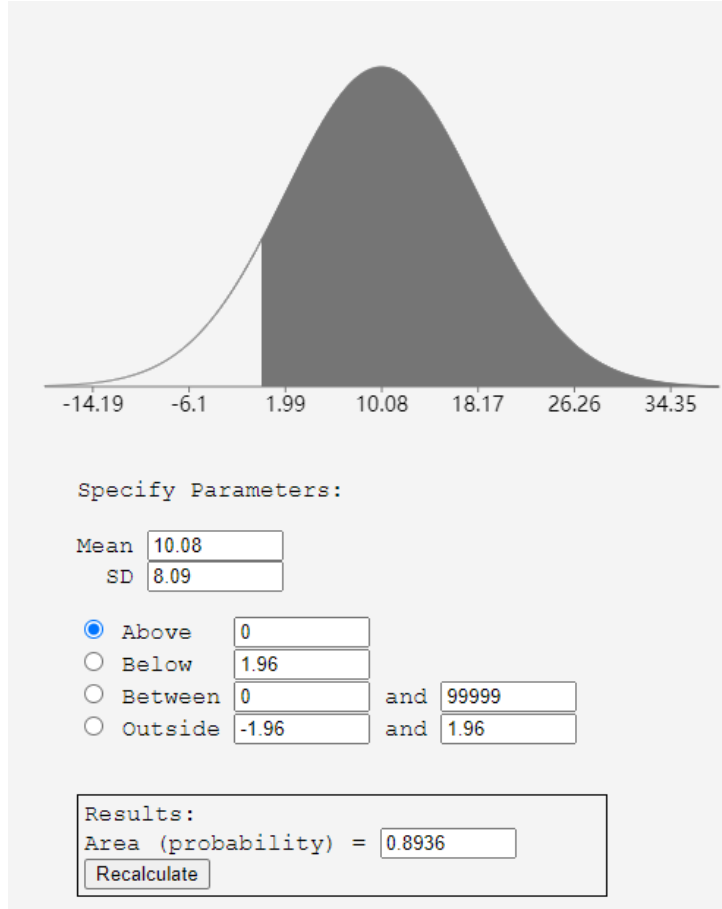 -14.19 -6.1 1.99 10.08 18.17 26.26 34.35
Specify Parameters:
Mean 10.08
SD 8.09
Above 0
Below 1.96
Between 0 and 99999
Outside -1.96 and 1.96
Results:
Area (probability) = 0.8936
Recalculate